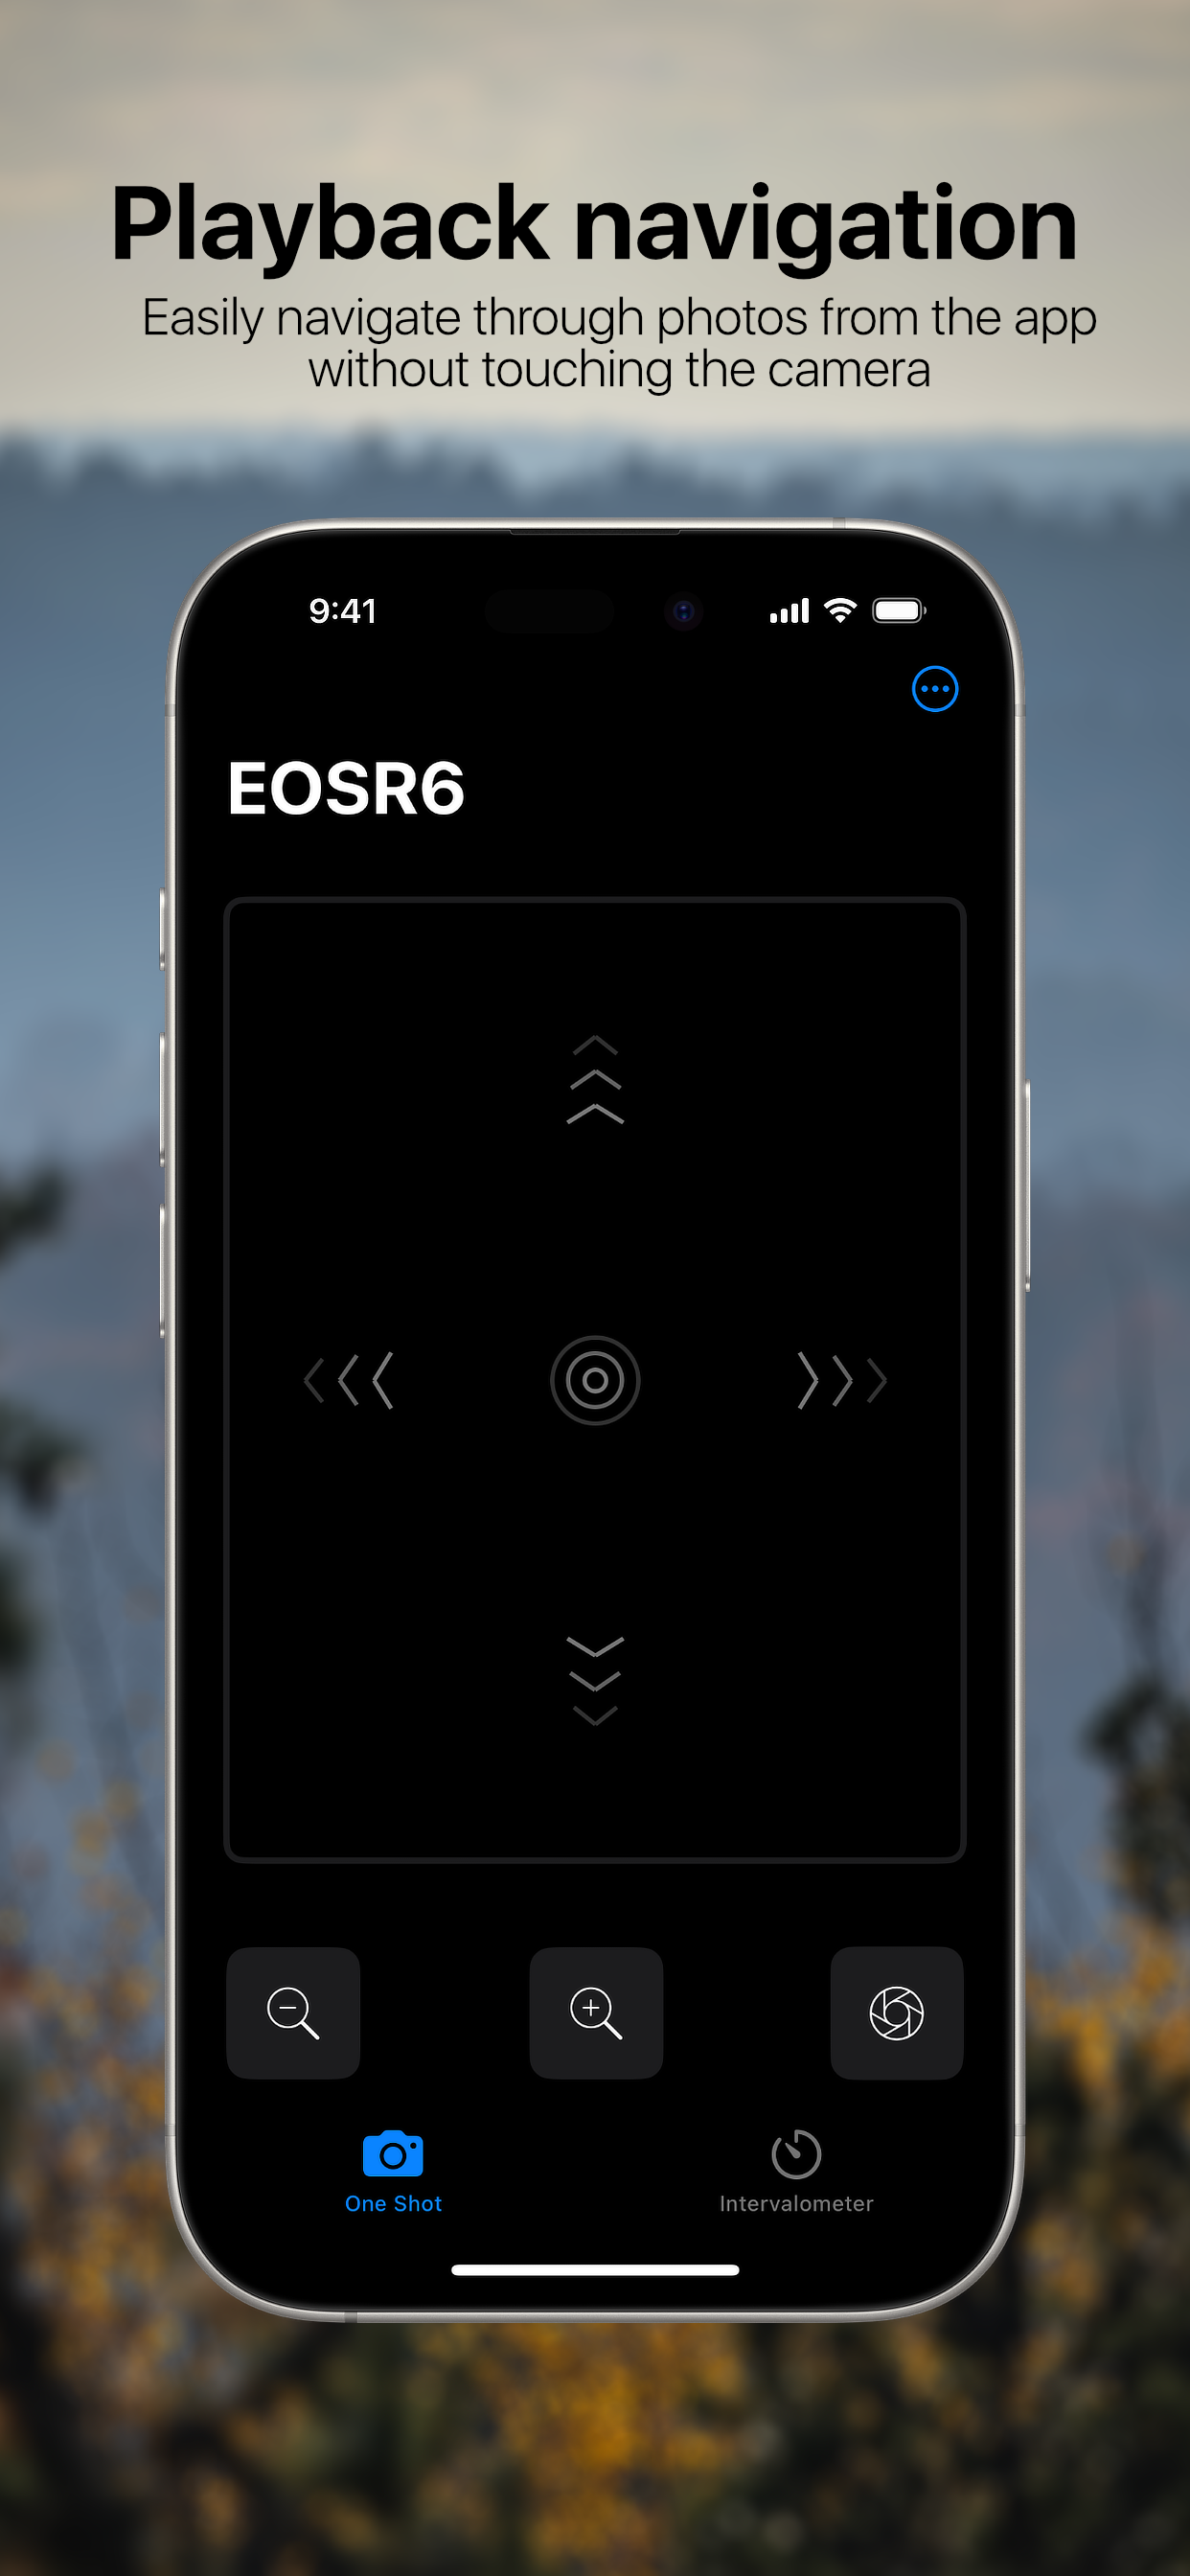 Playback navigation
Easily navigate through photos from the app
without touching the camera
9:41
EOSR6
One Shot
Intervalometer